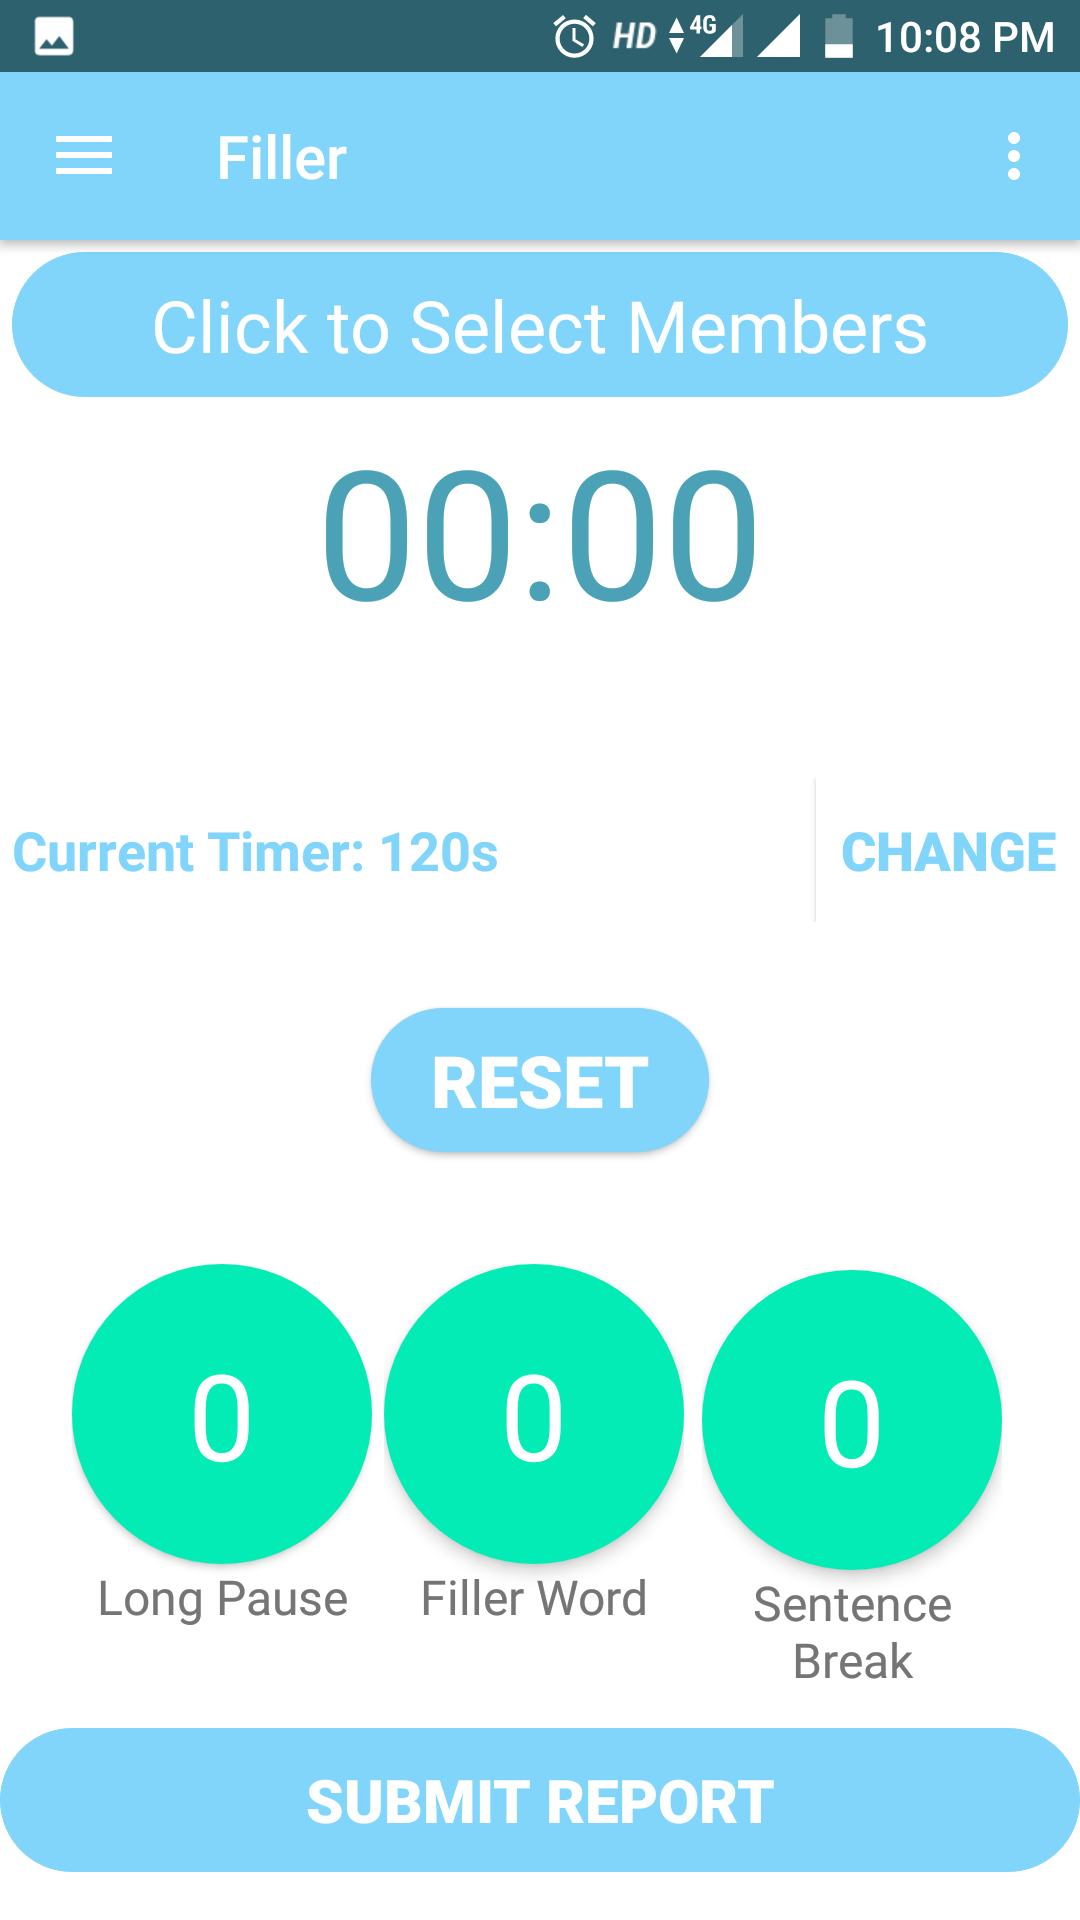 HD 4G 10:08 PM
Filler
Click to Select Members
00:00
Current Timer: 120s CHANGE
RESET
0 0 0
Long Pause Filler Word Sentence
Break
SUBMIT REPORT